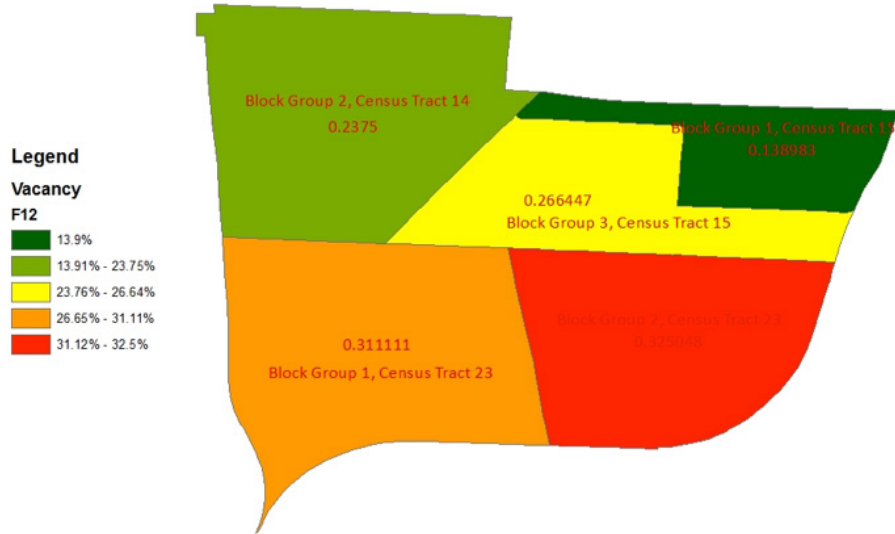 Block Group 2, Census Tract 14
0.2375
Block Group 1, Census Tract 15
0.138983
0.266447
Block Group 3, Census Tract 15
Legend
Vacancy
F12
13.9%
13.91% - 23.75%
23.76% - 26.64%
26.65% - 31.11%
31.12% - 32.5%
Block Group 2, Census Tract 23
0.325048
0.311111
Block Group 1, Census Tract 23